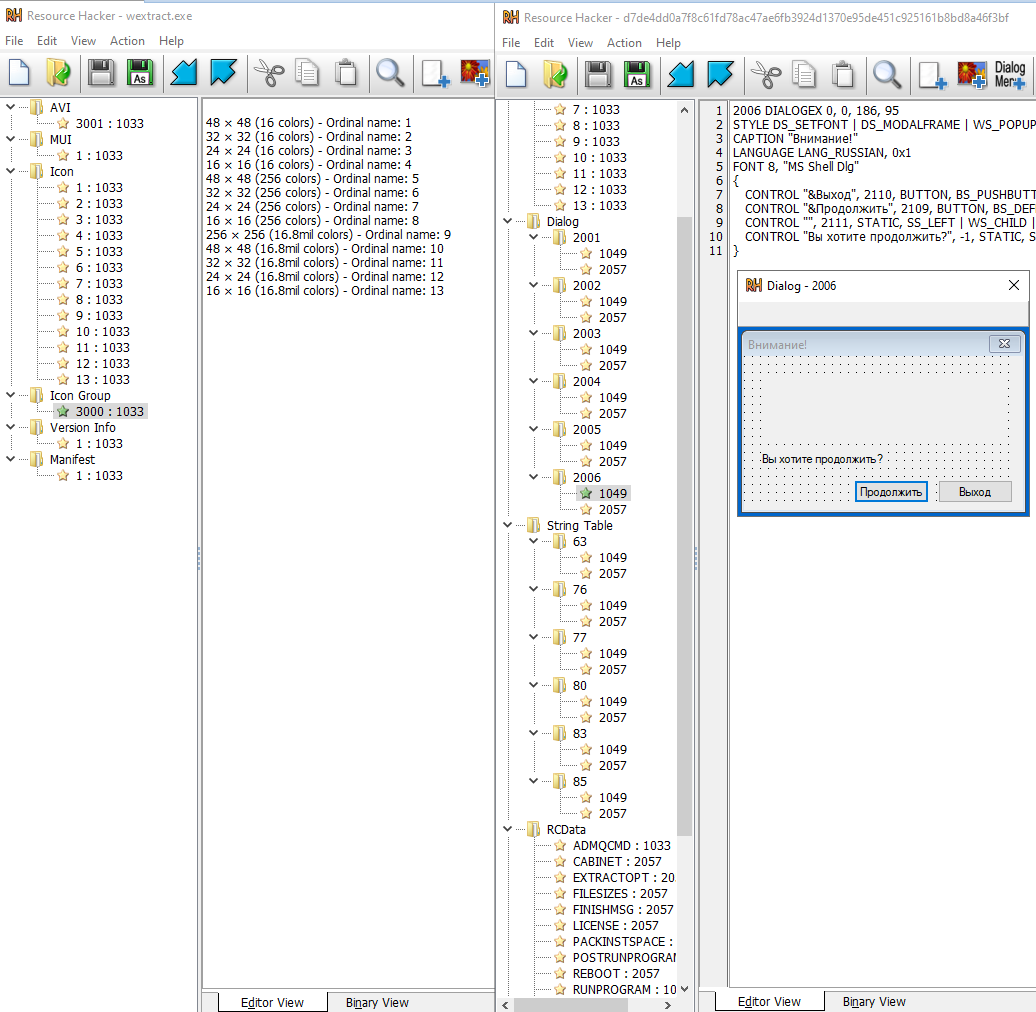 Resource Hacker - wextract.exe
File Edit View Action Help
As
AVI
3001 : 1033
MUI
1 : 1033
Icon
1 : 1033
2 : 1033
3 : 1033
4 : 1033
5 : 1033
6 : 1033
7 : 1033
8 : 1033
9 : 1033
10 : 1033
11 : 1033
12 : 1033
13 : 1033
Icon Group
3000 : 1033
Version Info
1 : 1033
Manifest
1 : 1033
48 × 48 (16 colors) - Ordinal name: 1
32 × 32 (16 colors) - Ordinal name: 2
24 × 24 (16 colors) - Ordinal name: 3
16 × 16 (16 colors) - Ordinal name: 4
48 × 48 (256 colors) - Ordinal name: 5
32 × 32 (256 colors) - Ordinal name: 6
24 × 24 (256 colors) - Ordinal name: 7
16 × 16 (256 colors) - Ordinal name: 8
256 × 256 (16.8mil colors) - Ordinal name: 9
48 × 48 (16.8mil colors) - Ordinal name: 10
32 × 32 (16.8mil colors) - Ordinal name: 11
24 × 24 (16.8mil colors) - Ordinal name: 12
16 × 16 (16.8mil colors) - Ordinal name: 13
Editor View Binary View
Resource Hacker - d7de4dd0a7f8c61fd78ac47ae6fb3924d1370e95de451c925161b8bd8a46f3bf
File Edit View Action Help
As
Dialog
Menu
7 : 1033
8 : 1033
9 : 1033
10 : 1033
11 : 1033
12 : 1033
13 : 1033
Dialog
2001
1049
2057
2002
1049
2057
2003
1049
2057
2004
1049
2057
2005
1049
2057
2006
1049
2057
String Table
63
1049
2057
76
1049
2057
77
1049
2057
80
1049
2057
83
1049
2057
85
1049
2057
RCData
ADMQCMD : 1033
CABINET : 2057
EXTRACTOPT : 20
FILESIZES : 2057
FINISHMSG : 2057
LICENSE : 2057
PACKINSTSPACE :
POSTRUNPROGRAM
REBOOT : 2057
RUNPROGRAM : 10
1 2006 DIALOGEX 0, 0, 186, 95
2 STYLE DS_SETFONT | DS_MODALFRAME | WS_POPUP
3 CAPTION "Внимание!"
4 LANGUAGE LANG_RUSSIAN, 0x1
5 FONT 8, "MS Shell Dlg"
6 {
7 CONTROL "&Выход", 2110, BUTTON, BS_PUSHBUTT
8 CONTROL "&Продолжить", 2109, BUTTON, BS_DEF
9 CONTROL "", 2111, STATIC, SS_LEFT | WS_CHILD |
10 CONTROL "Вы хотите продолжить?", -1, STATIC, S
11 }
RH Dialog - 2006
Внимание!
Вы хотите продолжить?
Продолжить Выход
Editor View Binary View